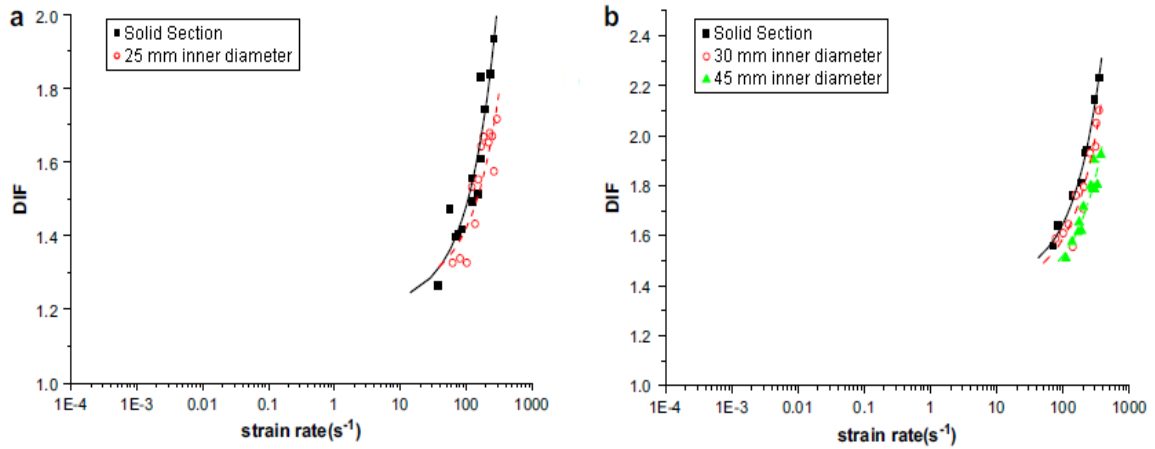 a
Solid Section
25 mm inner diameter
2.0
1.8
1.6
1.4
1.2
1.0
DIF
1E-4 1E-3 0.01 0.1 1 10 100 1000
strain rate(s⁻¹)
b
Solid Section
30 mm inner diameter
45 mm inner diameter
2.4
2.2
2.0
1.8
1.6
1.4
1.2
1.0
DIF
1E-4 1E-3 0.01 0.1 1 10 100 1000
strain rate(s⁻¹)